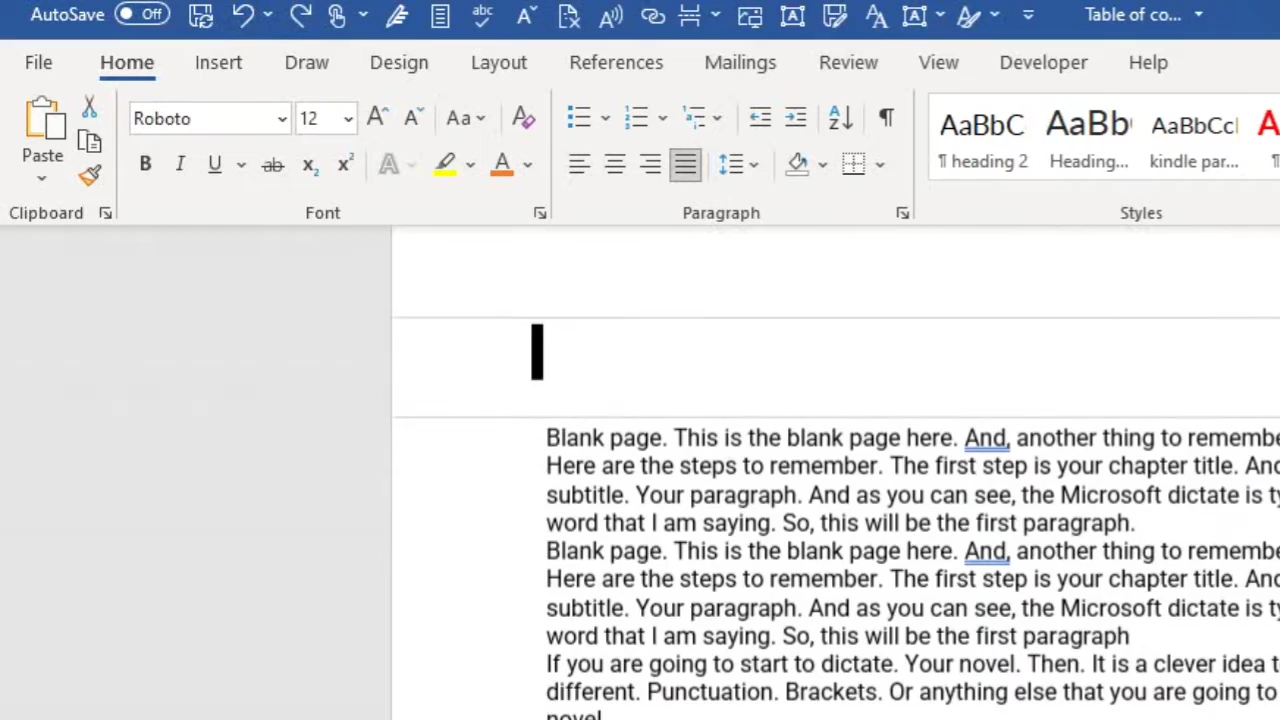 AutoSave Off abc Table of co...
File Home Insert Draw Design Layout References Mailings Review View Developer Help
Roboto 12 Aa
Paste
B I U ab x₂ x² A A
AaBbC AaBb AaBbCcl A
¶ heading 2 Heading... kindle par...
Clipboard Font Paragraph Styles
Blank page. This is the blank page here. And, another thing to remembe
Here are the steps to remember. The first step is your chapter title. And
subtitle. Your paragraph. And as you can see, the Microsoft dictate is ty
word that I am saying. So, this will be the first paragraph.
Blank page. This is the blank page here. And, another thing to remembe
Here are the steps to remember. The first step is your chapter title. And
subtitle. Your paragraph. And as you can see, the Microsoft dictate is ty
word that I am saying. So, this will be the first paragraph
If you are going to start to dictate. Your novel. Then. It is a clever idea t
different. Punctuation. Brackets. Or anything else that you are going to
novel